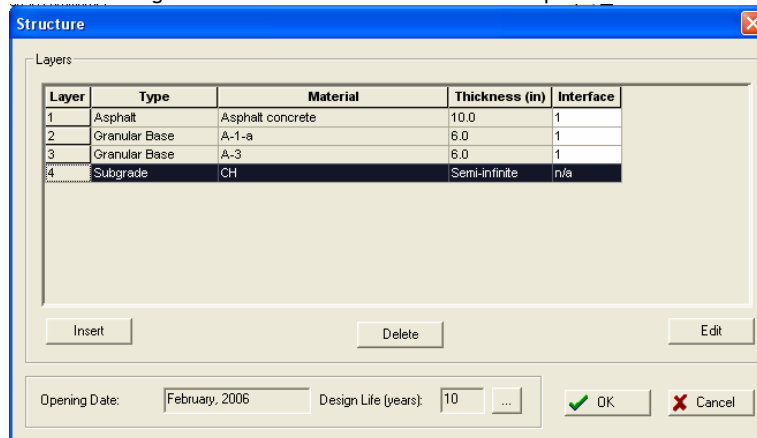 Structure
Layers
Layer Type Material Thickness (in) Interface
1 Asphalt Asphalt concrete 10.0 1
2 Granular Base A-1-a 6.0 1
3 Granular Base A-3 6.0 1
4 Subgrade CH Semi-infinite n/a
Insert Delete Edit
Opening Date: February, 2006 Design Life (years): 10 ... OK Cancel